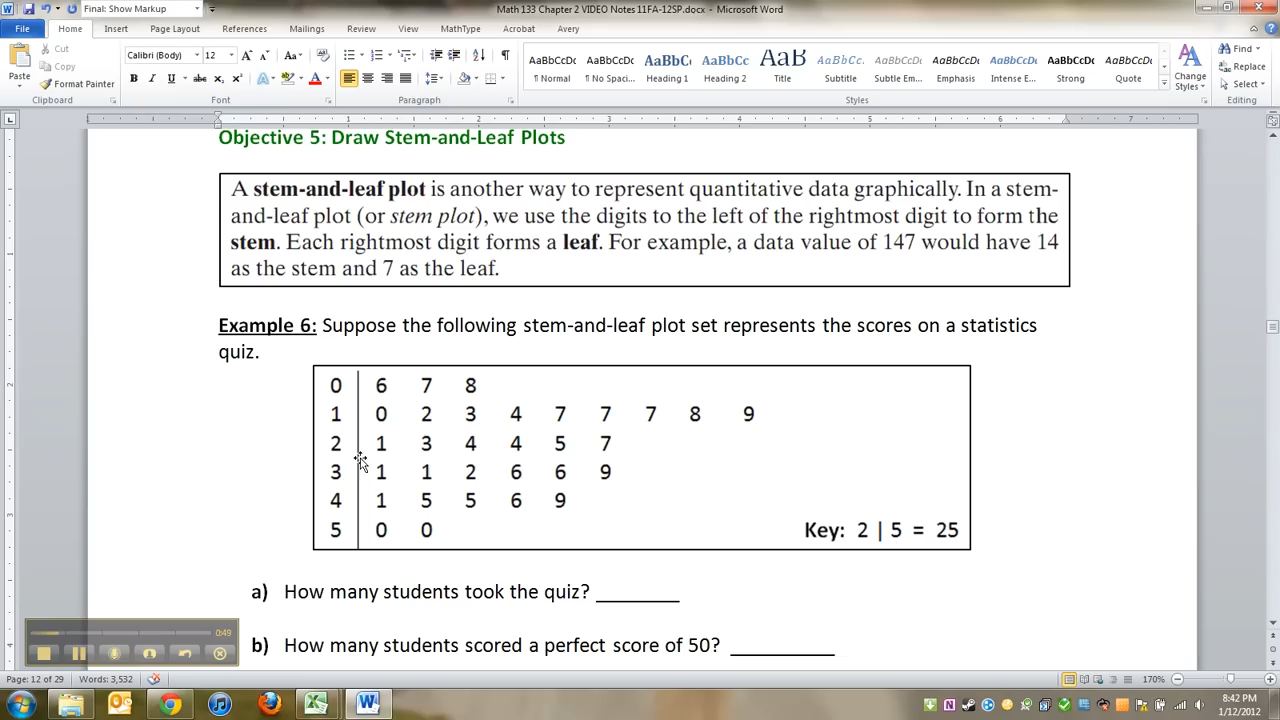 Final: Show Markup
Math 133 Chapter 2 VIDEO Notes 11FA-12SP.docx - Microsoft Word
File Home Insert Page Layout References Mailings Review View MathType Acrobat Avery
Cut
Copy
Format Painter
Paste
Calibri (Body) 12
AaBbCcDc AaBbCcDc AaBbC AaBbCc AaB AaBbCcL AaBbCcDc AaBbCcDc AaBbCcDc AaBbCcDc AaBbCcDc
¶ Normal ¶ No Spaci... Heading 1 Heading 2 Title Subtitle Subtle Em... Emphasis Intense E... Strong Quote
Change Styles
Find
Replace
Select
Clipboard Font Paragraph Styles Editing
Objective 5: Draw Stem-and-Leaf Plots
A stem-and-leaf plot is another way to represent quantitative data graphically. In a stem-
and-leaf plot (or stem plot), we use the digits to the left of the rightmost digit to form the
stem. Each rightmost digit forms a leaf. For example, a data value of 147 would have 14
as the stem and 7 as the leaf.
Example 6: Suppose the following stem-and-leaf plot set represents the scores on a statistics
quiz.
0 6 7 8
1 0 2 3 4 7 7 7 8 9
2 1 3 4 4 5 7
3 1 1 2 6 6 9
4 1 5 5 6 9
5 0 0 Key: 2 | 5 = 25
a) How many students took the quiz? ________
b) How many students scored a perfect score of 50? __________
0:49
Page: 12 of 29 Words: 3,532 170%
8:42 PM
1/12/2012